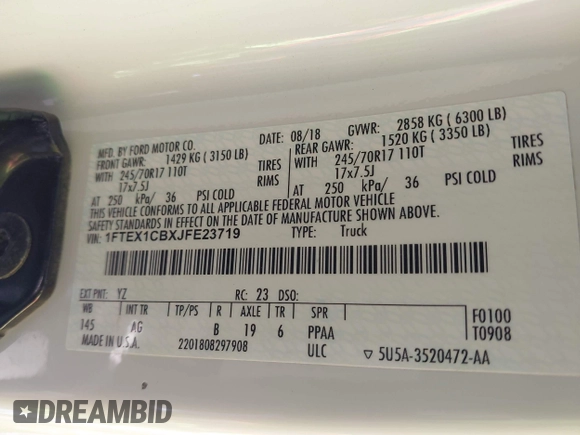 MFD. BY FORD MOTOR CO. DATE: 08/18 GVWR: 2858 KG ( 6300 LB)
FRONT GAWR: 1429 KG ( 3150 LB) REAR GAWR: 1520 KG ( 3350 LB)
WITH 245/70R17 110T TIRES WITH 245/70R17 110T TIRES
17x7.5J RIMS 17x7.5J RIMS
AT 250 kPa/ 36 PSI COLD AT 250 kPa/ 36 PSI COLD
THIS VEHICLE CONFORMS TO ALL APPLICABLE FEDERAL MOTOR VEHICLE
SAFETY STANDARDS IN EFFECT ON THE DATE OF MANUFACTURE SHOWN ABOVE.
VIN: 1FTEX1CBXJFE23719 TYPE: Truck
EXT PNT: YZ RC: 23 DSO:
WB INT TR TP/PS R AXLE TR SPR F0100
145 AG B 19 6 PPAA T0908
MADE IN U.S.A. 2201808297908 ULC ▽ 5U5A-3520472-AA
DREAMBID